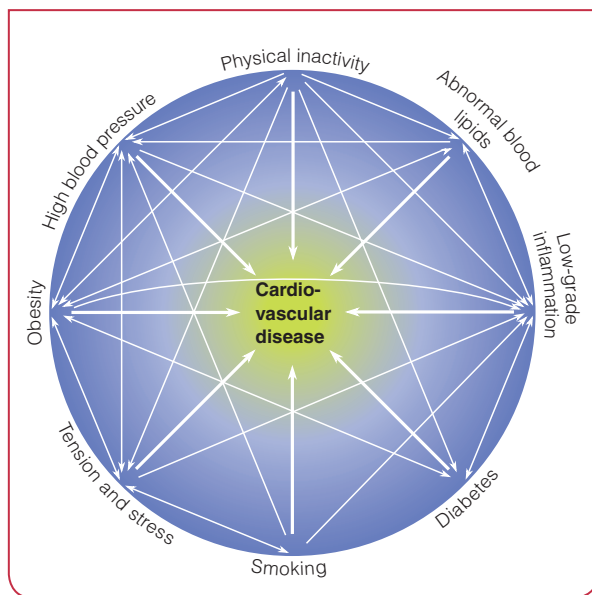 Physical inactivity
Abnormal blood
lipids
High blood pressure
Low-grade
inflammation
Cardio-
vascular
disease
Obesity
Tension and stress
Diabetes
Smoking